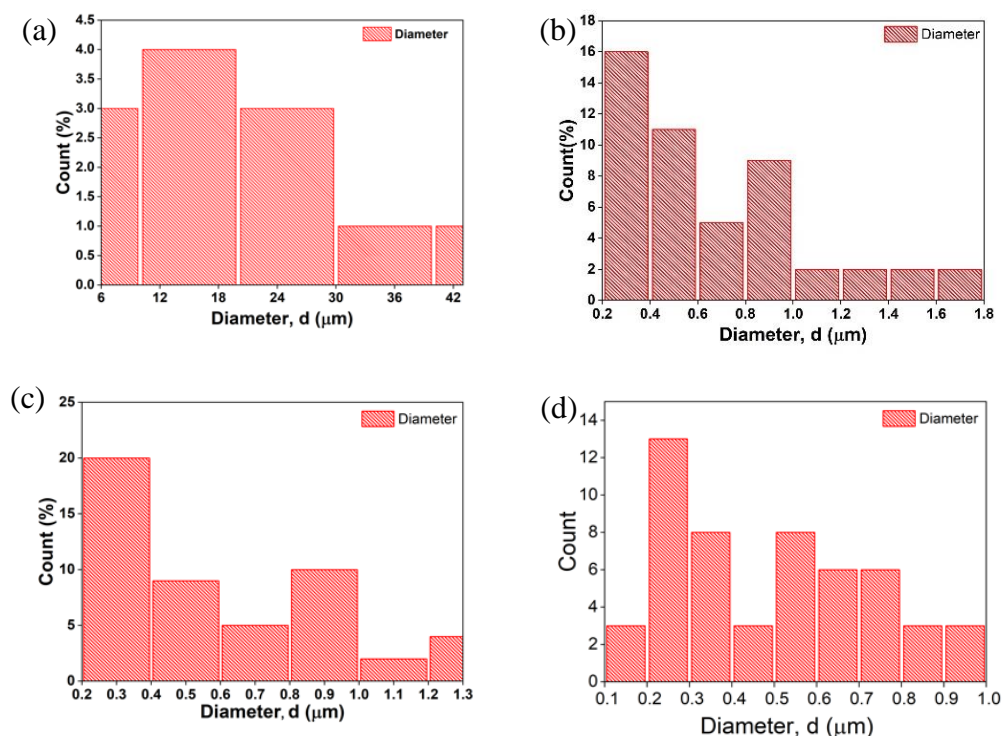 (a)
Diameter
4.5
4.0
3.5
3.0
2.5
2.0
1.5
1.0
0.5
0.0
Count (%)
6 12 18 24 30 36 42
Diameter, d (μm)
(b)
Diameter
18
16
14
12
10
8
6
4
2
0
Count(%)
0.2 0.4 0.6 0.8 1.0 1.2 1.4 1.6 1.8
Diameter, d (μm)
(c)
Diameter
25
20
15
10
5
0
Count (%)
0.2 0.3 0.4 0.5 0.6 0.7 0.8 0.9 1.0 1.1 1.2 1.3
Diameter, d (μm)
(d)
Diameter
14
12
10
8
6
4
2
0
Count
0.1 0.2 0.3 0.4 0.5 0.6 0.7 0.8 0.9 1.0
Diameter, d (μm)